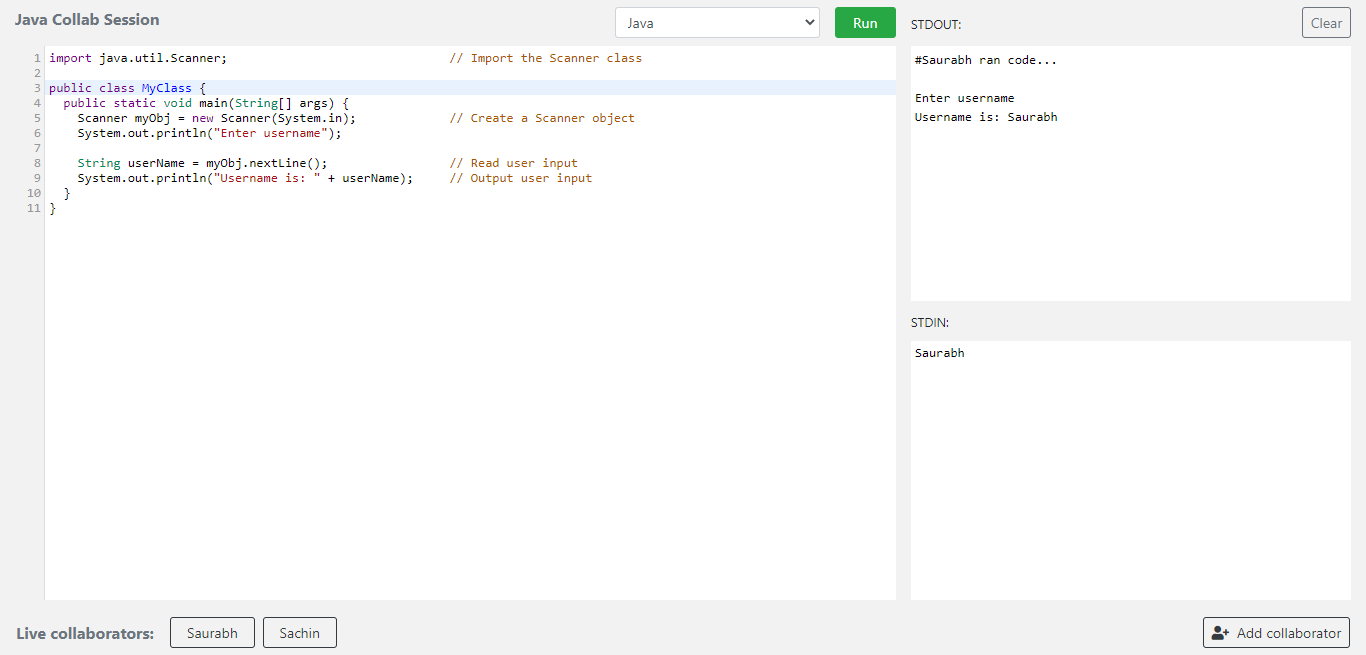 Java Collab Session
Java
Run
1 import java.util.Scanner; // Import the Scanner class
2
3 public class MyClass {
4   public static void main(String[] args) {
5     Scanner myObj = new Scanner(System.in); // Create a Scanner object
6     System.out.println("Enter username");
7
8     String userName = myObj.nextLine(); // Read user input
9     System.out.println("Username is: " + userName); // Output user input
10   }
11 }
STDOUT:
Clear
#Saurabh ran code...
Enter username
Username is: Saurabh
STDIN:
Saurabh
Live collaborators:
Saurabh
Sachin
Add collaborator